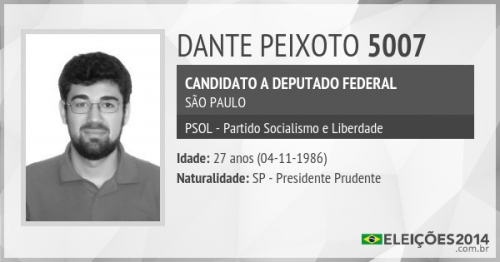 DANTE PEIXOTO 5007
CANDIDATO A DEPUTADO FEDERAL
SÃO PAULO
PSOL - Partido Socialismo e Liberdade
Idade: 27 anos (04-11-1986)
Naturalidade: SP - Presidente Prudente
ELEIÇÕES2014
.com.br